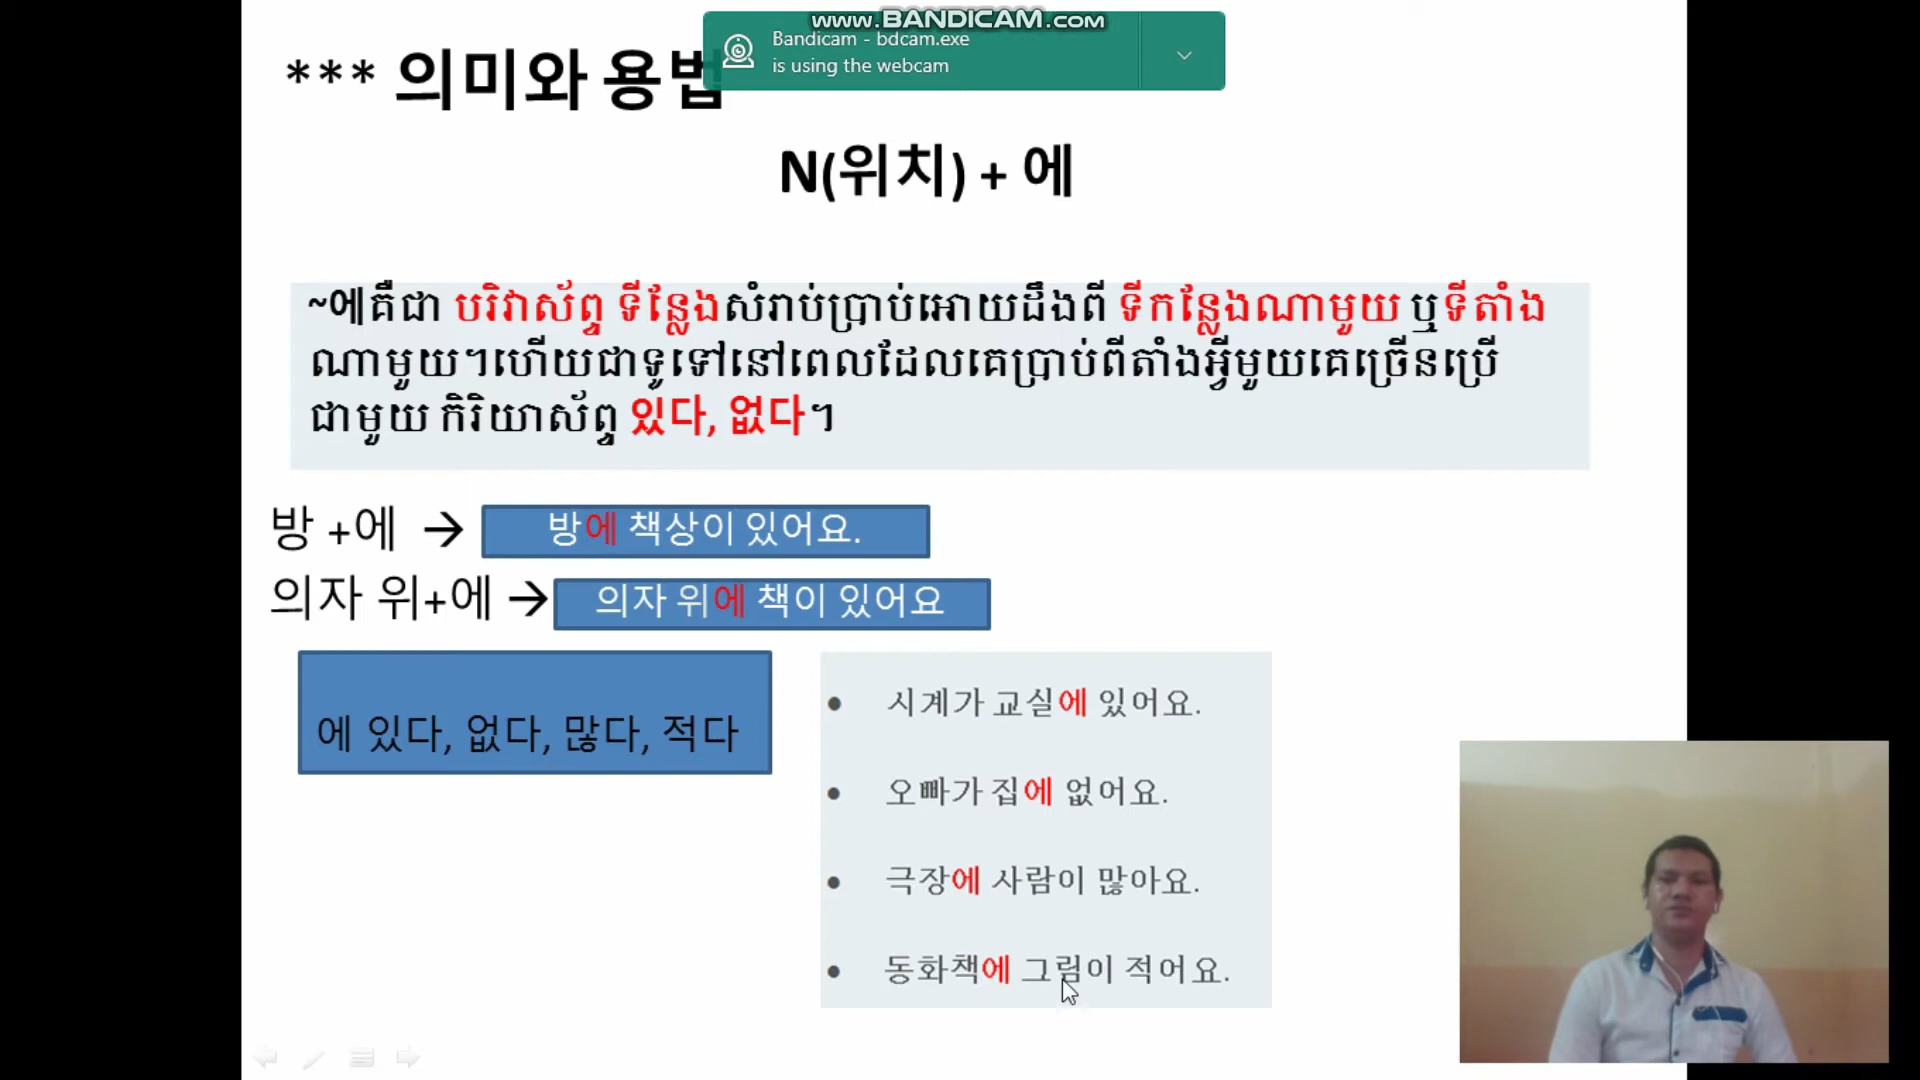 www.BANDICAM.com
Bandicam - bdcam.exe
is using the webcam
*** 의미와 용법
N(위치) + 에
~에គឺជា បរិវាស័ព្ទ ទីន្លែងសំរាប់ប្រាប់អោយដឹងពី ទីកន្លែងណាមួយ ឬទីតាំង
ណាមួយ។ហើយជាទូទៅនៅពេលដែលគេប្រាប់ពីតាំងអ្វីមួយគេច្រើនប្រើ
ជាមួយ កិរិយាស័ព្ទ 있다, 없다។
방 +에 → 방에 책상이 있어요.
의자 위+에 → 의자 위에 책이 있어요
에 있다, 없다, 많다, 적다
• 시계가 교실에 있어요.
• 오빠가 집에 없어요.
• 극장에 사람이 많아요.
• 동화책에 그림이 적어요.